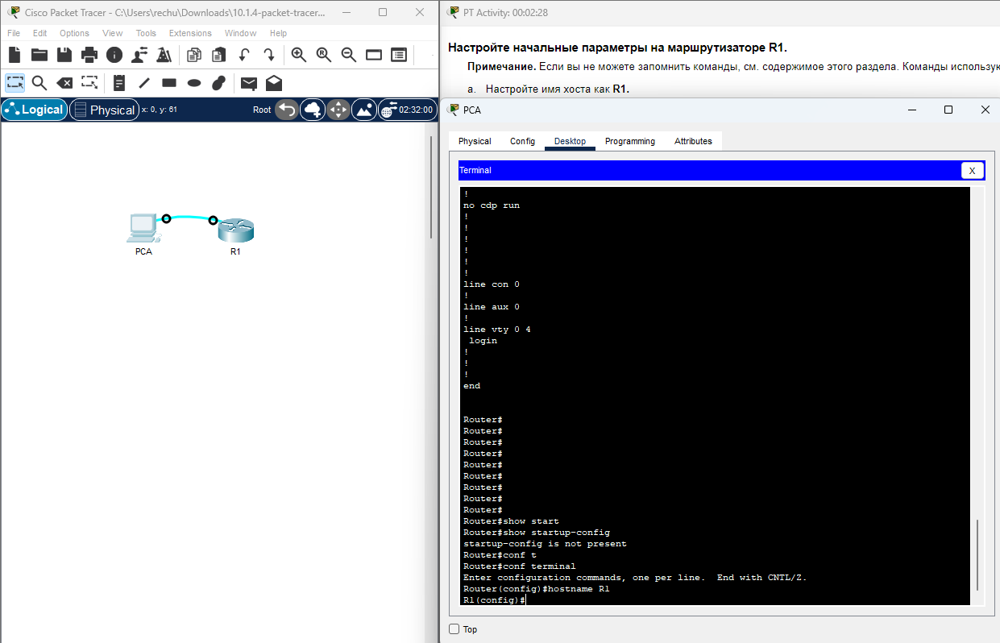 Cisco Packet Tracer - C:\Users\rechu\Downloads\10.1.4-packet-tracer...
File Edit Options View Tools Extensions Window Help
Logical Physical x: 0, y: 61 Root 02:32:00
PCA
R1
PT Activity: 00:02:28
Настройте начальные параметры на маршрутизаторе R1.
Примечание. Если вы не можете запомнить команды, см. содержимое этого раздела. Команды использую
a. Настройте имя хоста как R1.
PCA
Physical Config Desktop Programming Attributes
Terminal X
!
no cdp run
!
!
!
!
!
!
line con 0
!
line aux 0
!
line vty 0 4
login
!
!
!
end
Router#
Router#
Router#
Router#
Router#
Router#
Router#
Router#
Router#
Router#show start
Router#show startup-config
startup-config is not present
Router#conf t
Router#conf terminal
Enter configuration commands, one per line.  End with CNTL/Z.
Router(config)#hostname R1
R1(config)#
Top